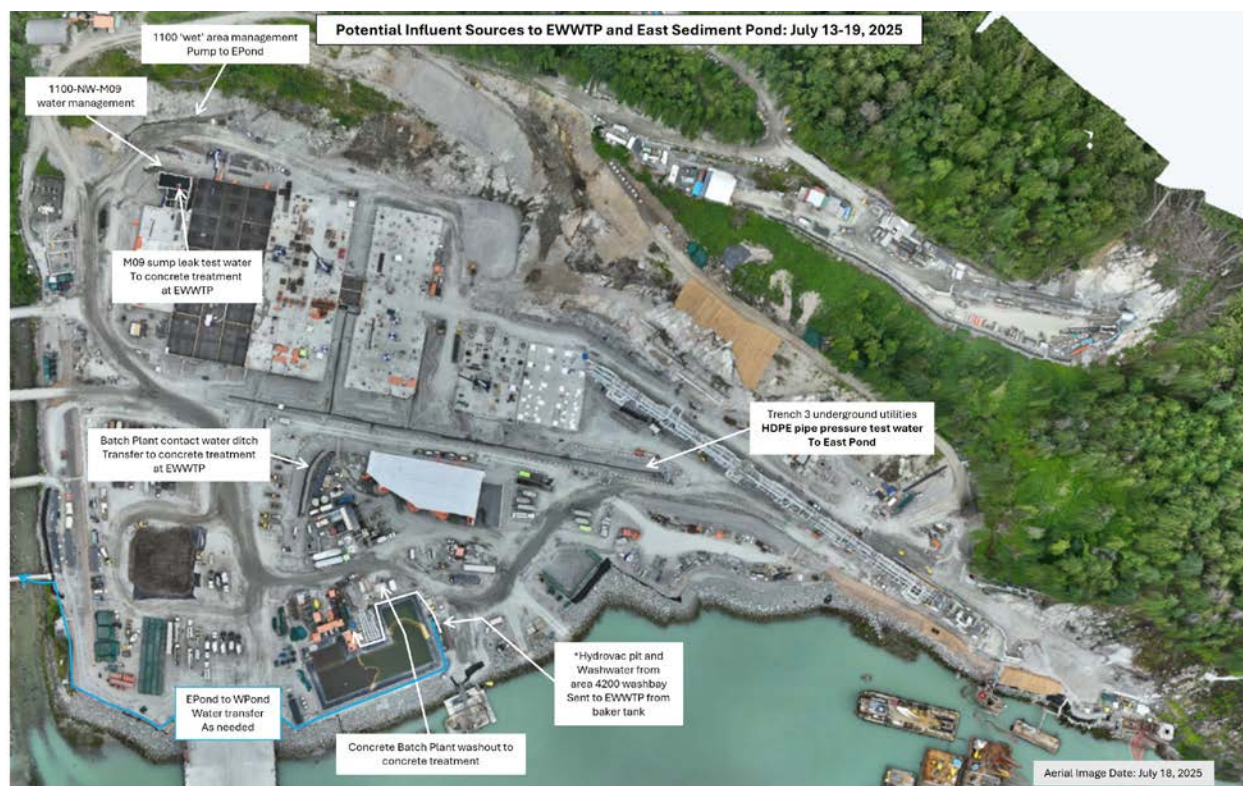 Potential Influent Sources to EWWTP and East Sediment Pond: July 13-19, 2025
1100 'wet' area management
Pump to EPond
1100-NW-M09
water management
M09 sump leak test water
To concrete treatment
at EWWTP
Trench 3 underground utilities
HDPE pipe pressure test water
To East Pond
Batch Plant contact water ditch
Transfer to concrete treatment
at EWWTP
*Hydrovac pit and
Washwater from
area 4200 washbay
Sent to EWWTP from
baker tank
EPond to WPond
Water transfer
As needed
Concrete Batch Plant washout to
concrete treatment
Aerial Image Date: July 18, 2025